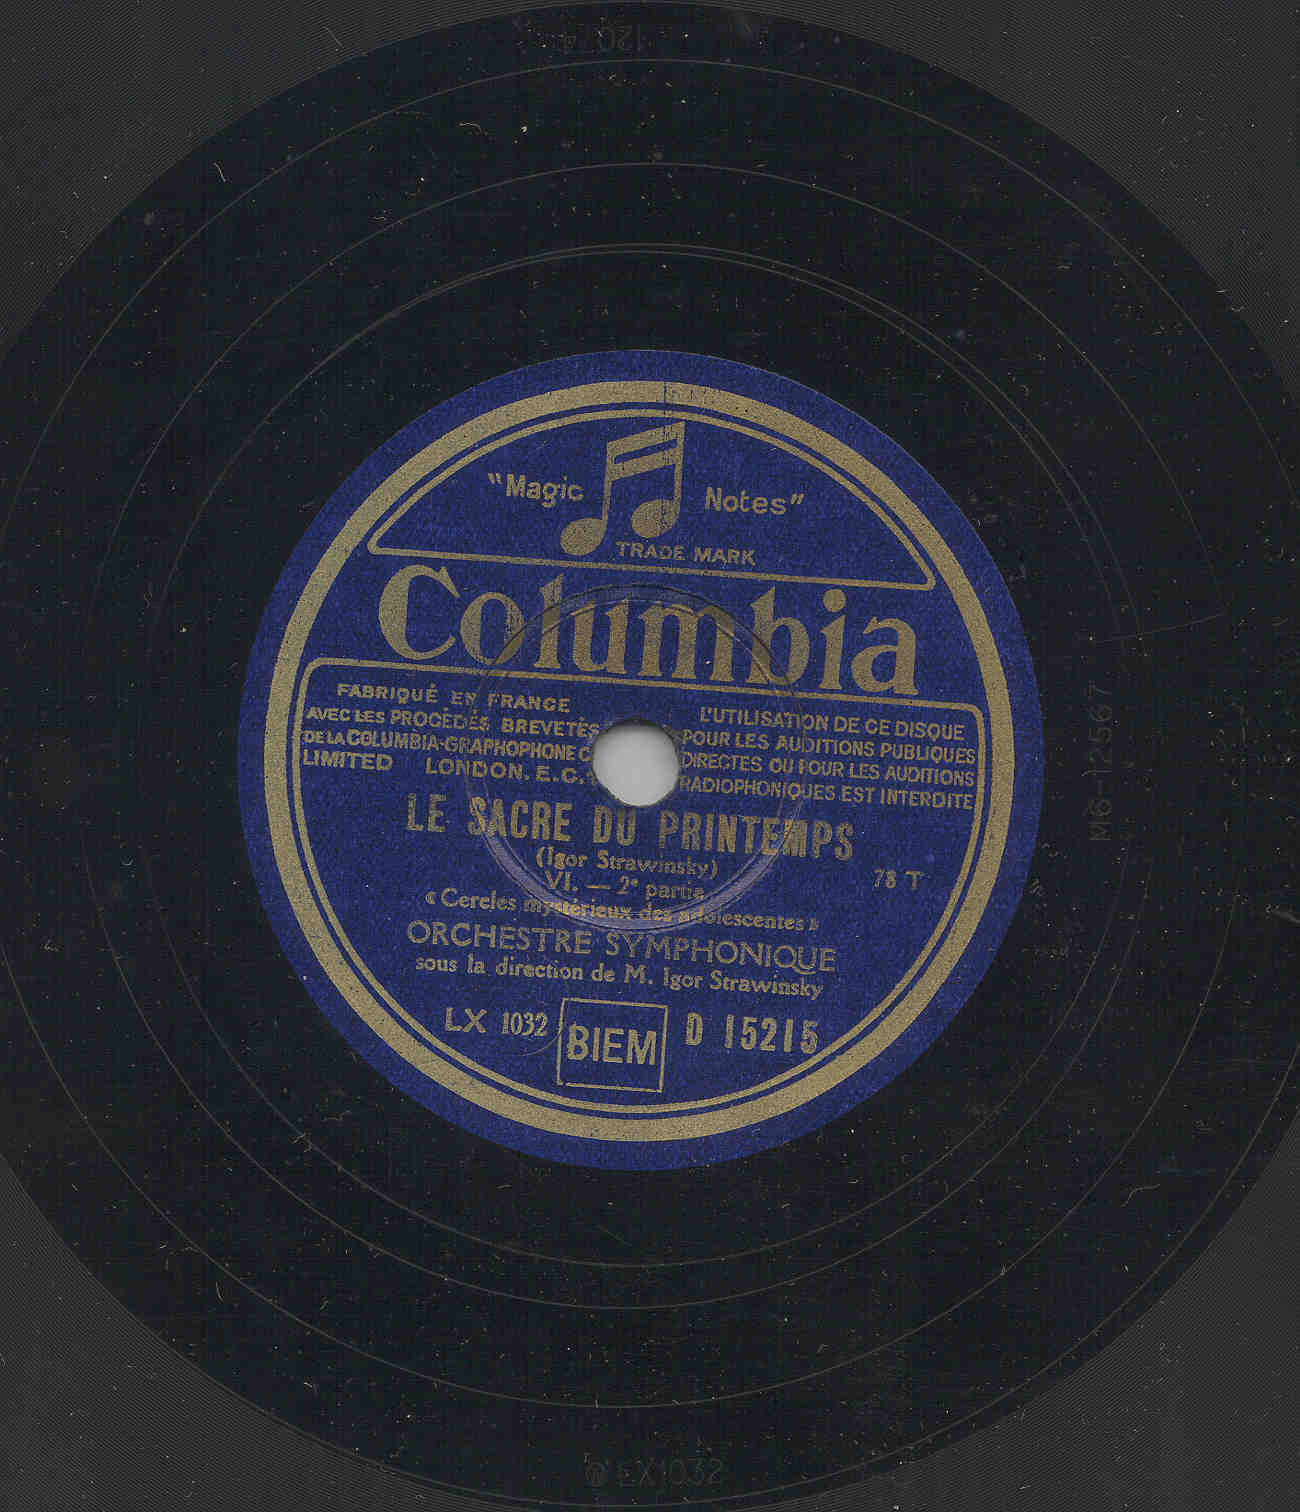 "Magic Notes"
TRADE MARK
Columbia
FABRIQUÉ EN FRANCE
AVEC LES PROCÉDÉS BREVETÉS
DE LA COLUMBIA-GRAPHOPHONE C
LIMITED LONDON. E.C.
L'UTILISATION DE CE DISQUE
POUR LES AUDITIONS PUBLIQUES
DIRECTES OU POUR LES AUDITIONS
RADIOPHONIQUES EST INTERDITE
LE SACRE DU PRINTEMPS
(Igor Strawinsky)
VI. — 2e partie
78 T
« Cercles mystérieux des adolescentes »
ORCHESTRE SYMPHONIQUE
sous la direction de M. Igor Strawinsky
LX 1032 BIEM D 15215
M6-12567
EX1032